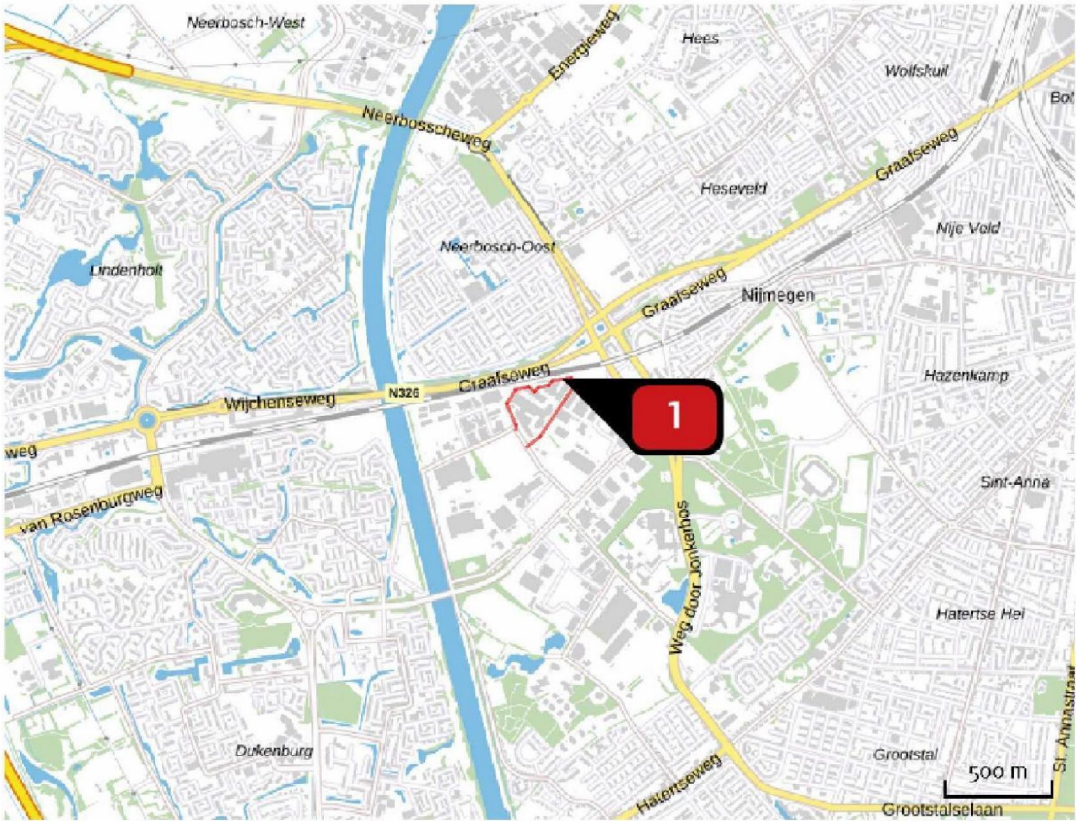 Neerbosch-West
Energieweg
Hees
Wolfskuil
Bot
Neerbosscheweg
Graafseweg
Heseveld
Nije Veld
Neerbosch-Oost
Lindenholt
Graafseweg
Nijmegen
Graafseweg
Hazenkamp
N326
Wijchenseweg
1
weg
Sint-Anna
van Rosenburgweg
Weg door Jonkerbos
Hatertse Hei
Dukenburg
Grootstal
St. Annastraat
500 m
Hatertseweg
Grootstalselaan